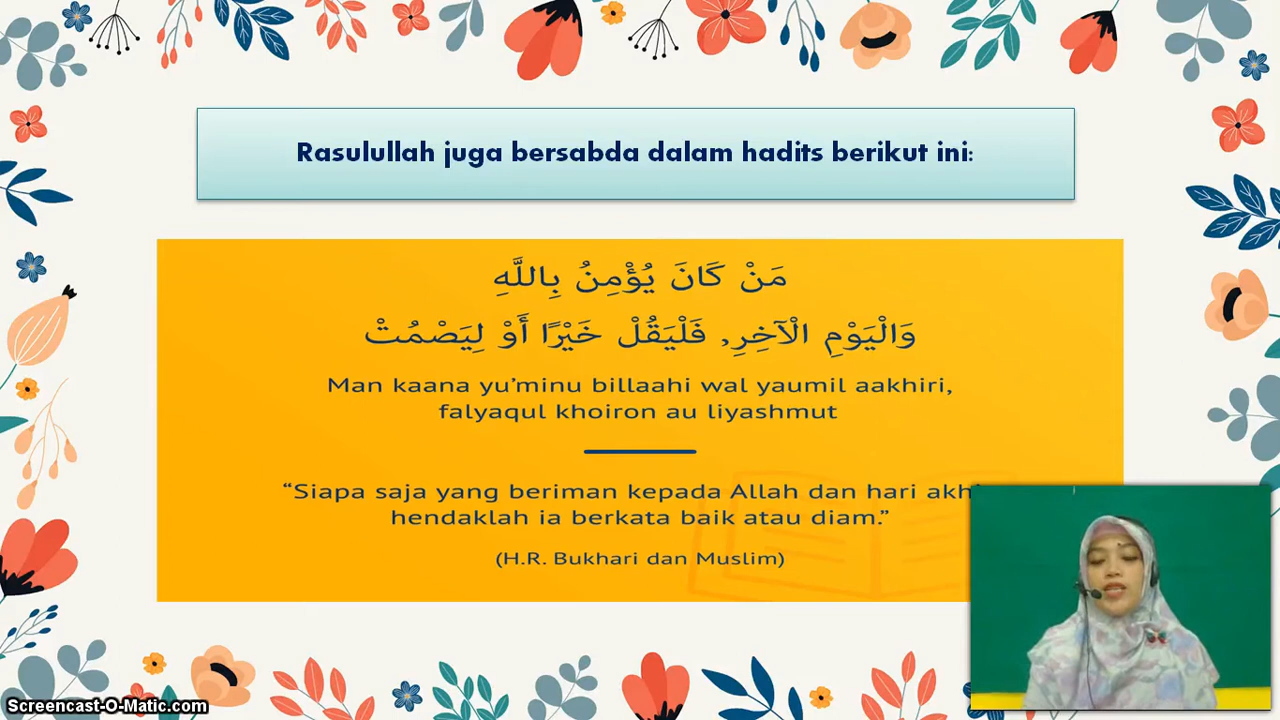 Rasulullah juga bersabda dalam hadits berikut ini:
مَنْ كَانَ يُؤْمِنُ بِاللَّهِ
وَالْيَوْمِ الْآخِرِ, فَلْيَقُلْ خَيْرًا أَوْ لِيَصْمُتْ
Man kaana yu’minu billaahi wal yaumil aakhiri,
falyaqul khoiron au liyashmut
“Siapa saja yang beriman kepada Allah dan hari
hendaklah ia berkata baik atau diam.”
(H.R. Bukhari dan Muslim)
Screencast-O-Matic.com